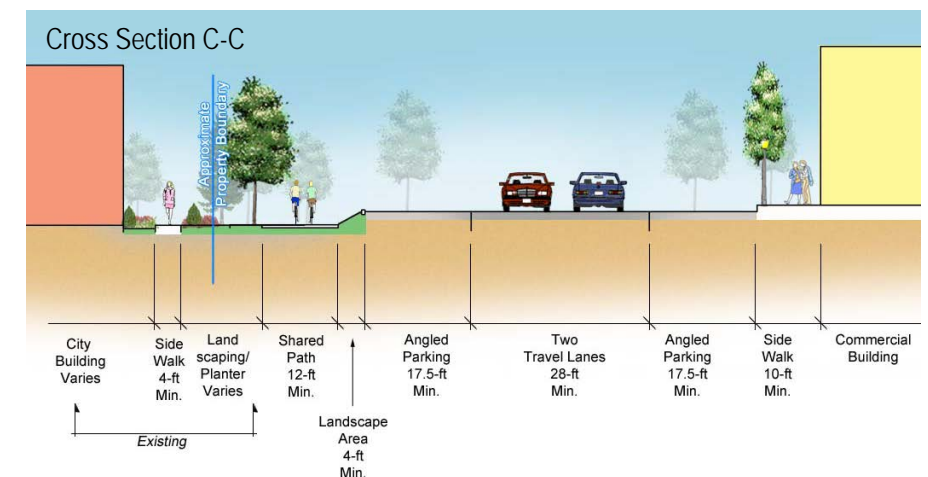 Cross Section C-C
Approximate
Property Boundary
City
Building
Varies
Side
Walk
4-ft
Min.
Land
scaping/
Planter
Varies
Shared
Path
12-ft
Min.
Landscape
Area
4-ft
Min.
Angled
Parking
17.5-ft
Min.
Two
Travel Lanes
28-ft
Min.
Angled
Parking
17.5-ft
Min.
Side
Walk
10-ft
Min.
Commercial
Building
Existing